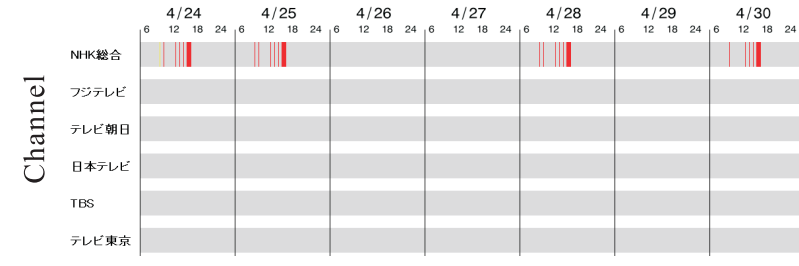 4/24 4/25 4/26 4/27 4/28 4/29 4/30
6 12 18 24 6 12 18 24 6 12 18 24 6 12 18 24 6 12 18 24 6 12 18 24 6 12 18 24
Channel
NHK総合
フジテレビ
テレビ朝日
日本テレビ
TBS
テレビ東京